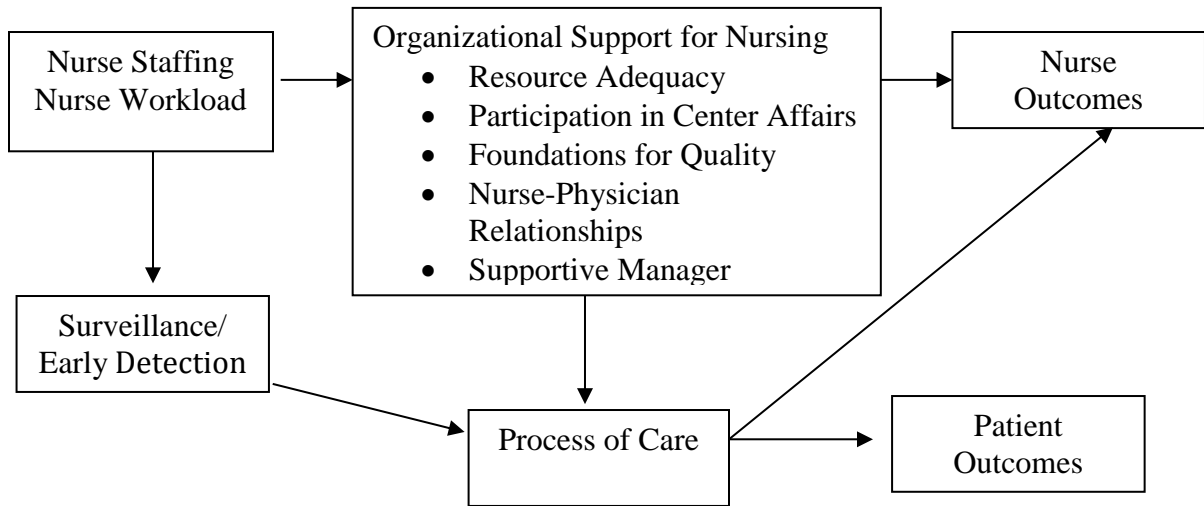 Nurse Staffing
Nurse Workload
Organizational Support for Nursing
• Resource Adequacy
• Participation in Center Affairs
• Foundations for Quality
• Nurse-Physician
Relationships
• Supportive Manager
Nurse
Outcomes
Surveillance/
Early Detection
Process of Care
Patient
Outcomes